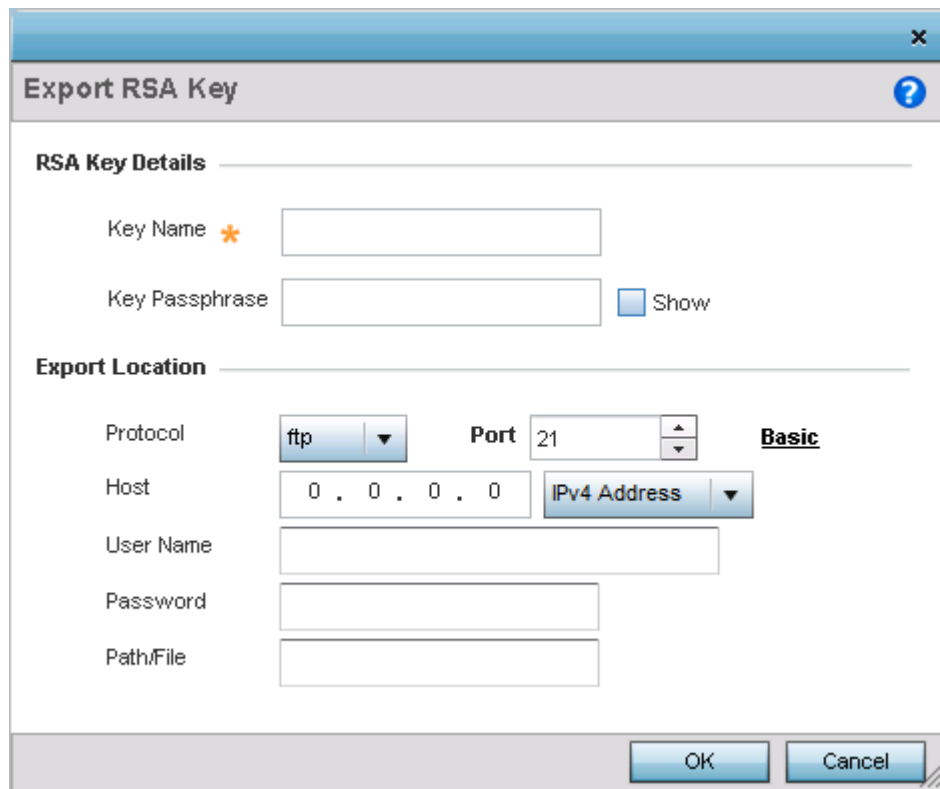 Export RSA Key
RSA Key Details
Key Name *
Key Passphrase Show
Export Location
Protocol ftp Port 21 Basic
Host 0 . 0 . 0 . 0 IPv4 Address
User Name
Password
Path/File
OK Cancel